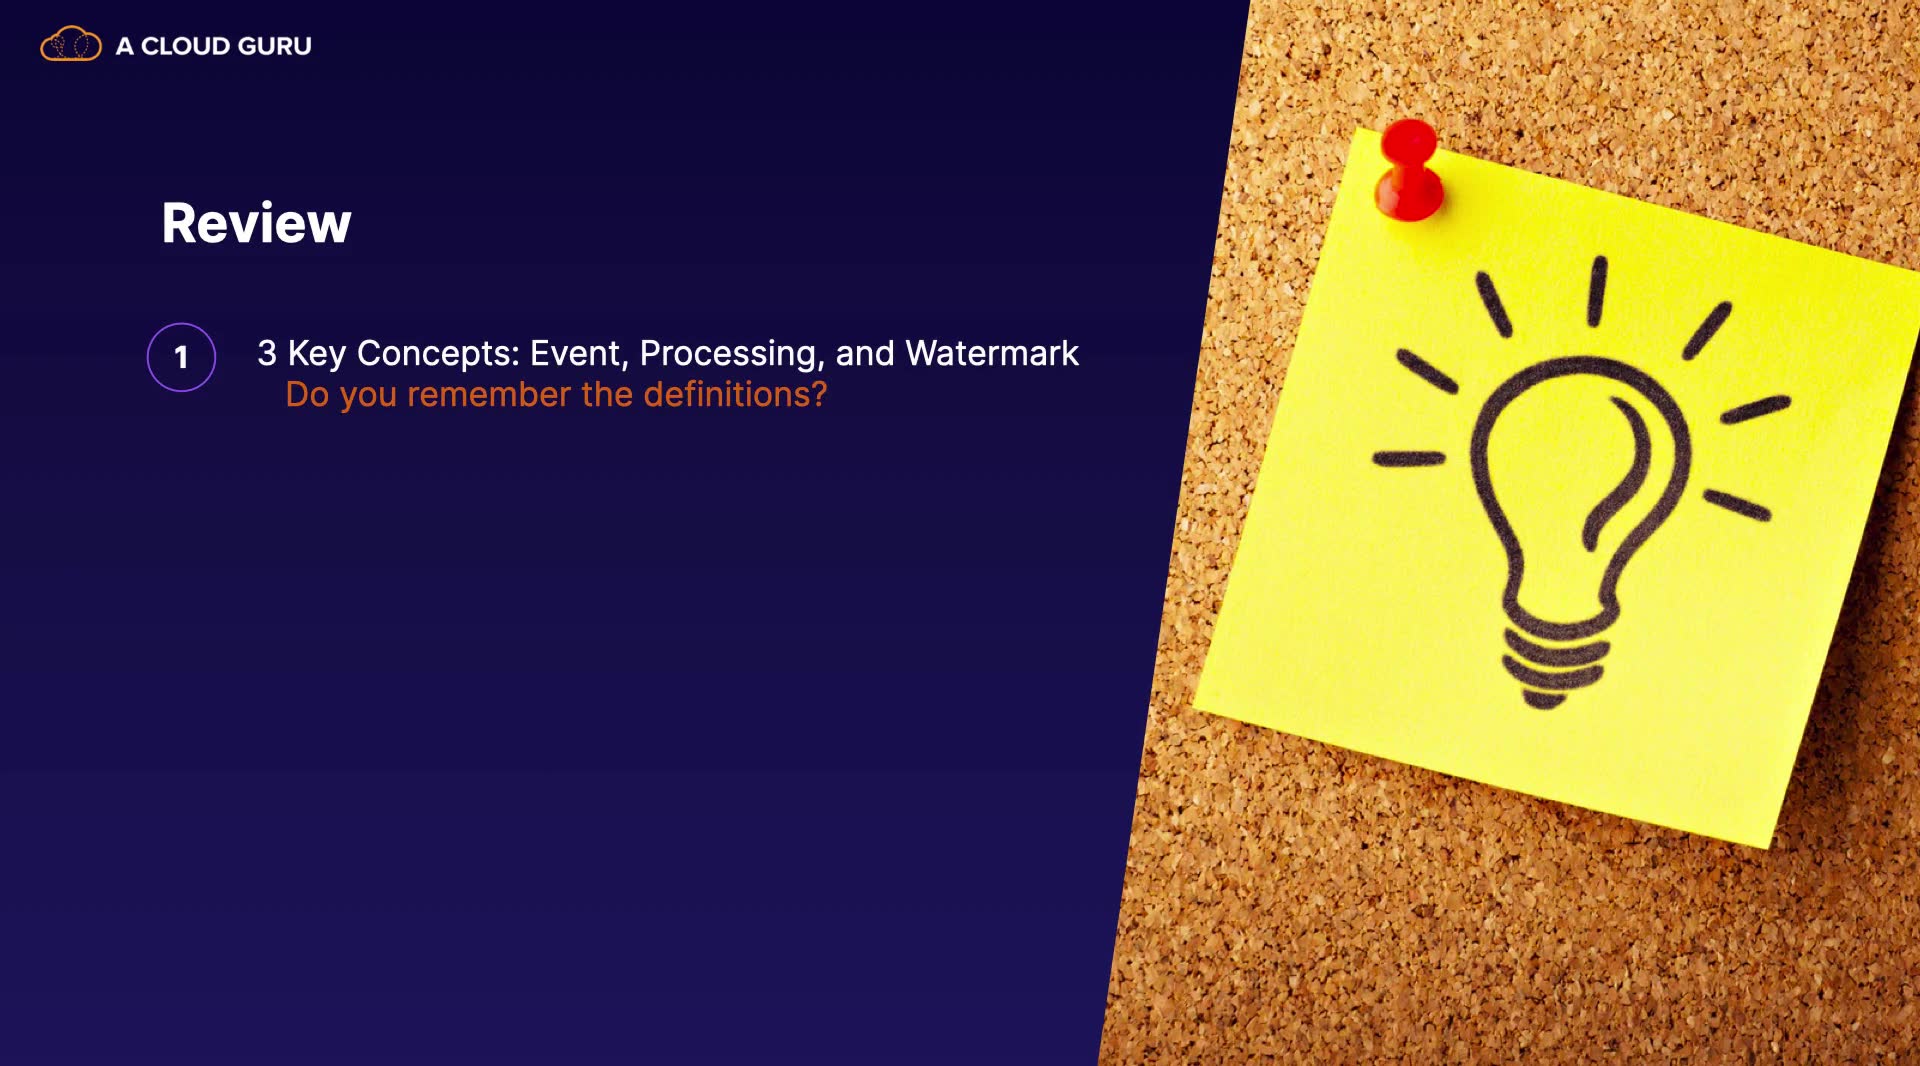 A CLOUD GURU
Review
1
3 Key Concepts: Event, Processing, and Watermark
Do you remember the definitions?